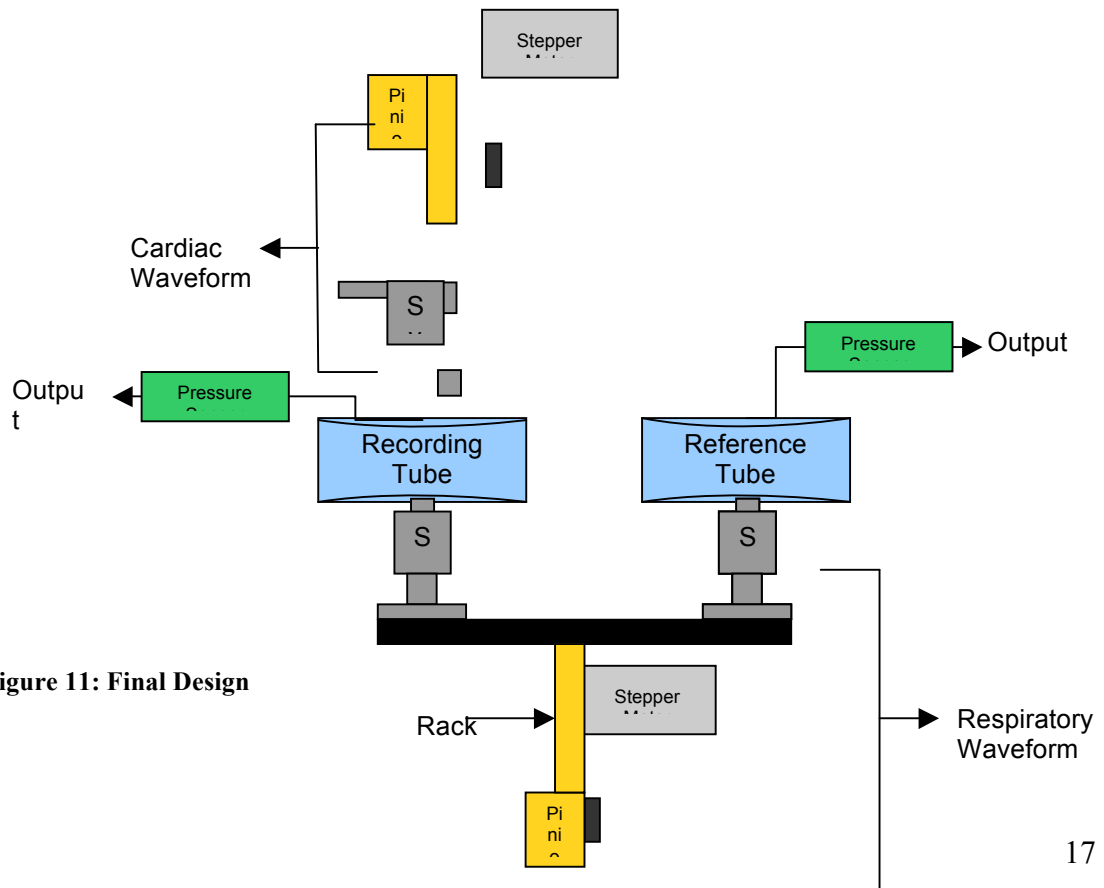 Stepper
Pi
ni
Cardiac
Waveform
S
Pressure
Output
Outpu
t
Pressure
Recording
Tube
Reference
Tube
S
S
igure 11: Final Design
Stepper
Rack
Respiratory
Waveform
Pi
ni
17